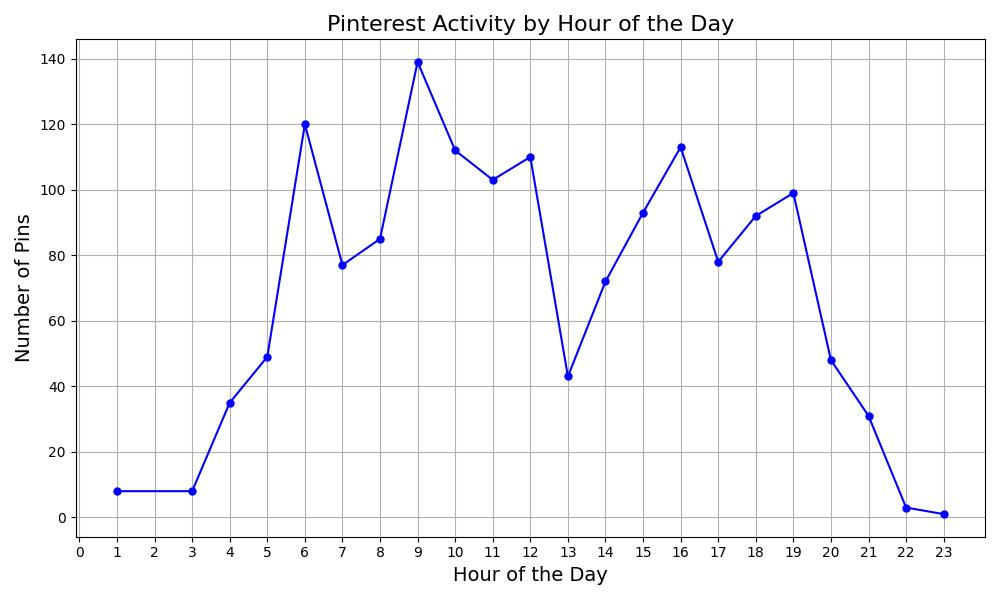 Pinterest Activity by Hour of the Day
Number of Pins
140
120
100
80
60
40
20
0
0 1 2 3 4 5 6 7 8 9 10 11 12 13 14 15 16 17 18 19 20 21 22 23
Hour of the Day